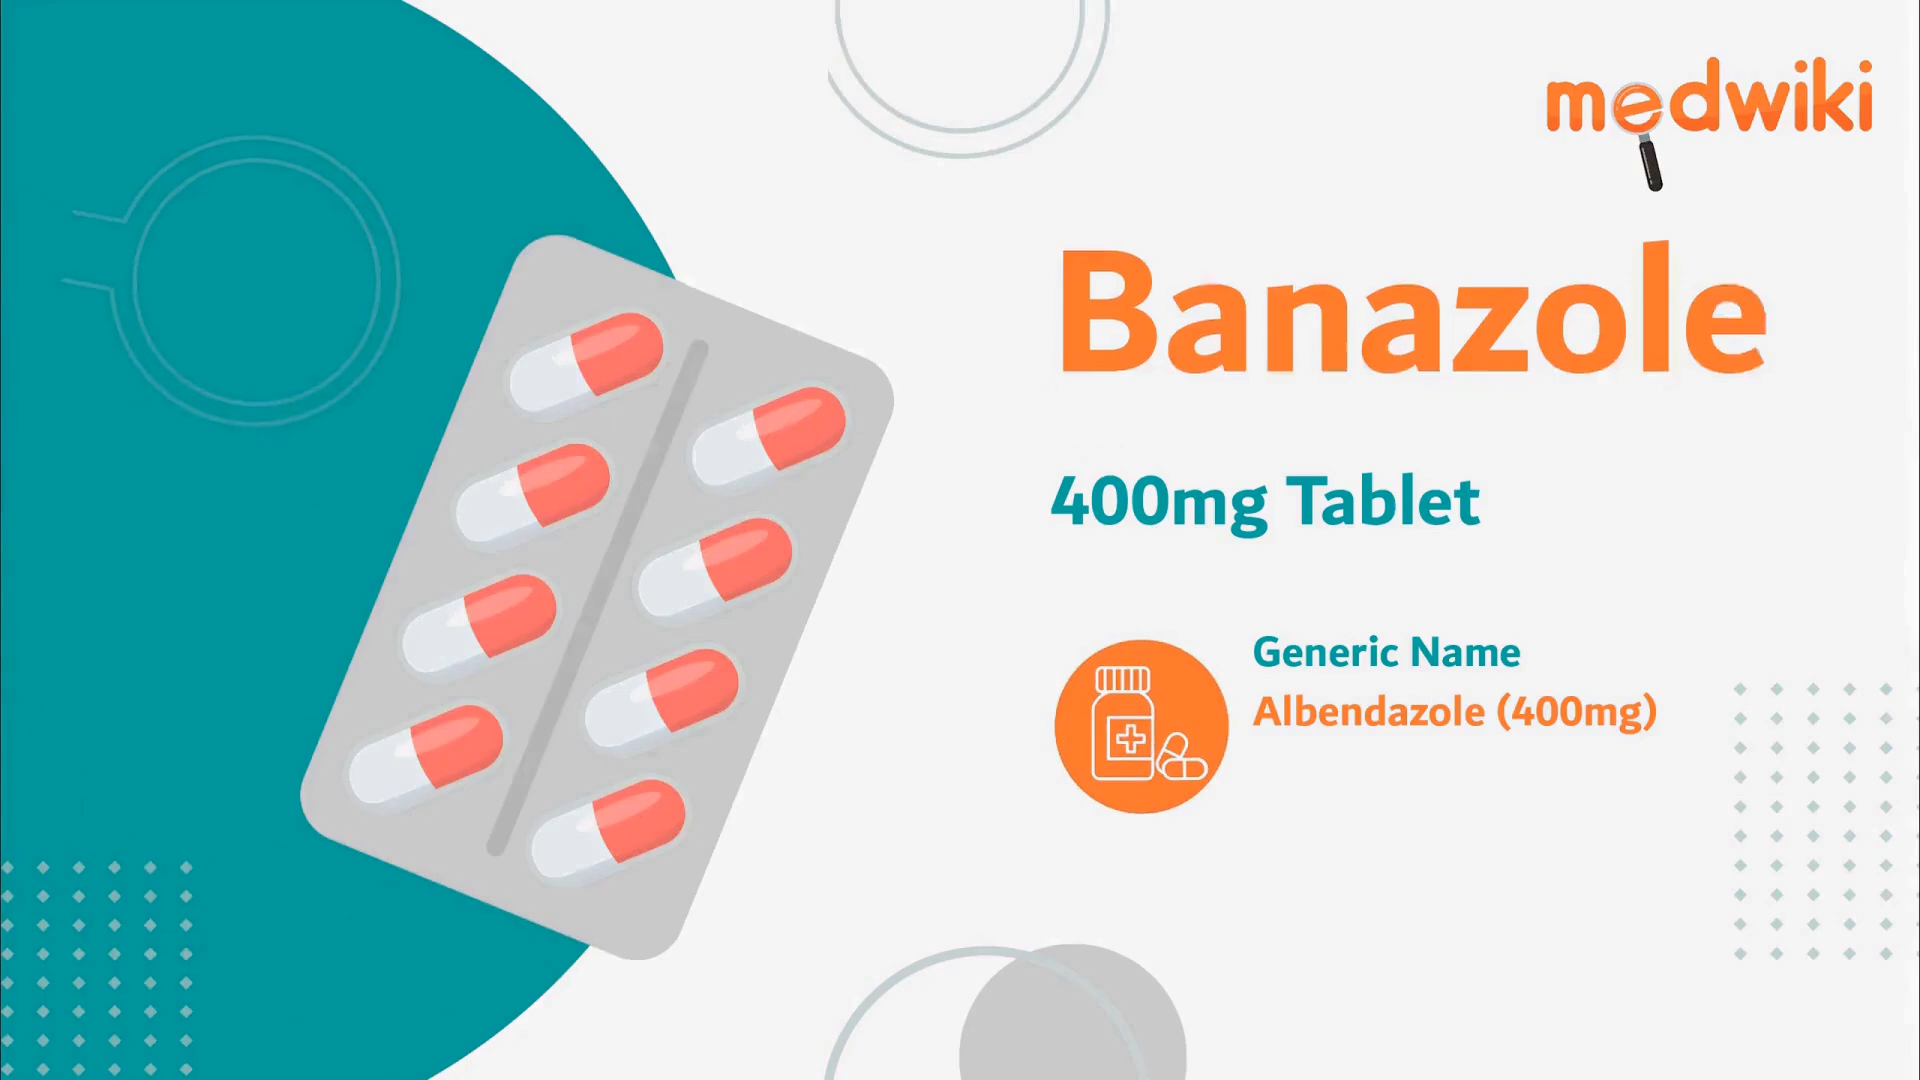 medwiki
Banazole
400mg Tablet
Generic Name
Albendazole (400mg)